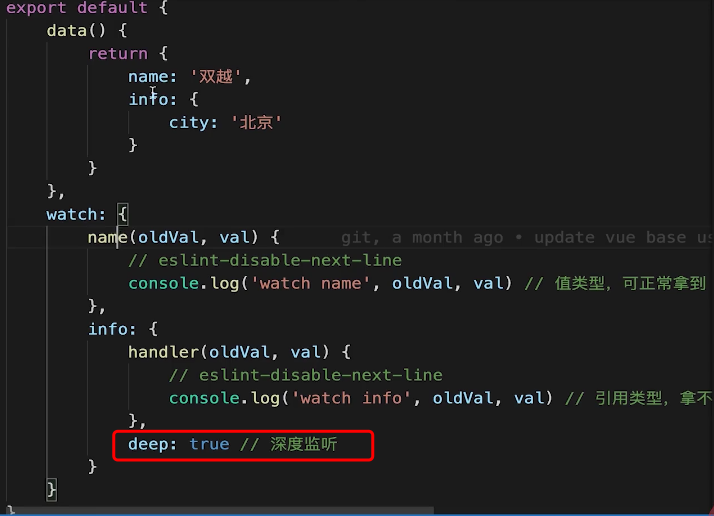 export default {
data() {
return {
name: '双越',
info: {
city: '北京'
}
}
},
watch: {
name(oldVal, val) { git, a month ago • update vue base us
// eslint-disable-next-line
console.log('watch name', oldVal, val) // 值类型，可正常拿到
},
info: {
handler(oldVal, val) {
// eslint-disable-next-line
console.log('watch info', oldVal, val) // 引用类型，拿不
},
deep: true // 深度监听
}
}
}